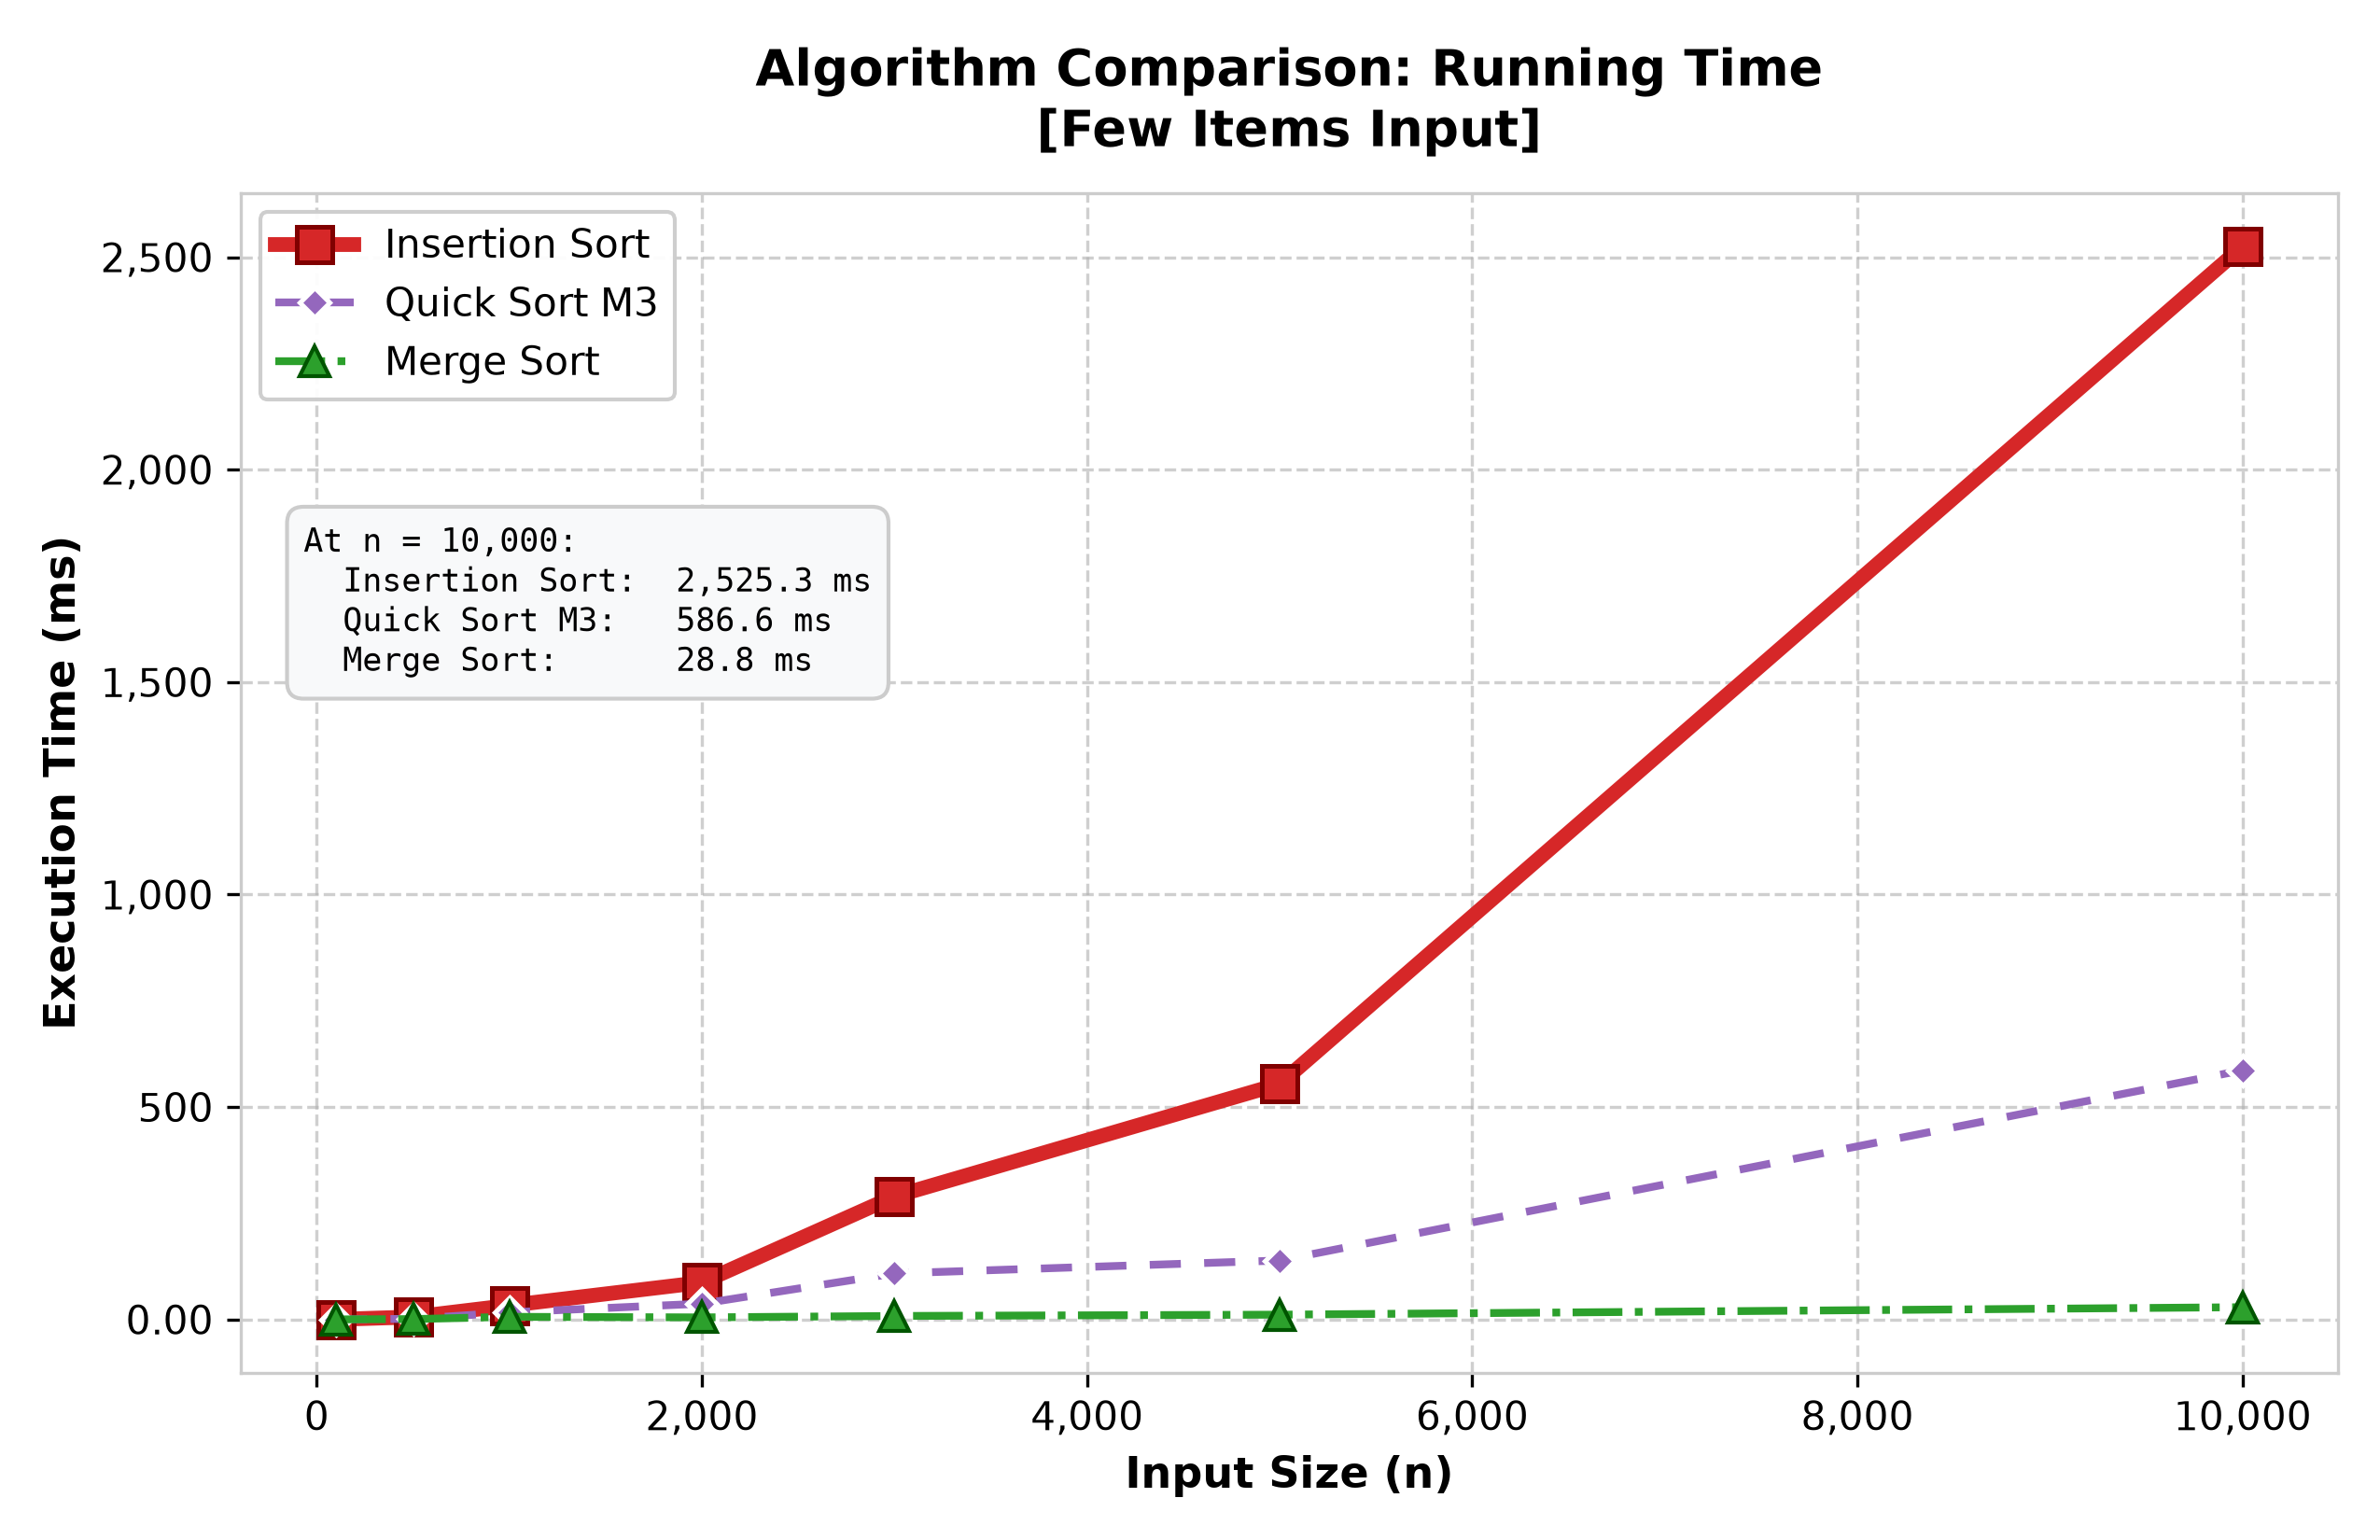 Algorithm Comparison: Running Time
[Few Items Input]
Insertion Sort
Quick Sort M3
Merge Sort
At n = 10,000:
Insertion Sort: 2,525.3 ms
Quick Sort M3: 586.6 ms
Merge Sort: 28.8 ms
Execution Time (ms)
2,500
2,000
1,500
1,000
500
0.00
0
2,000
4,000
6,000
8,000
10,000
Input Size (n)